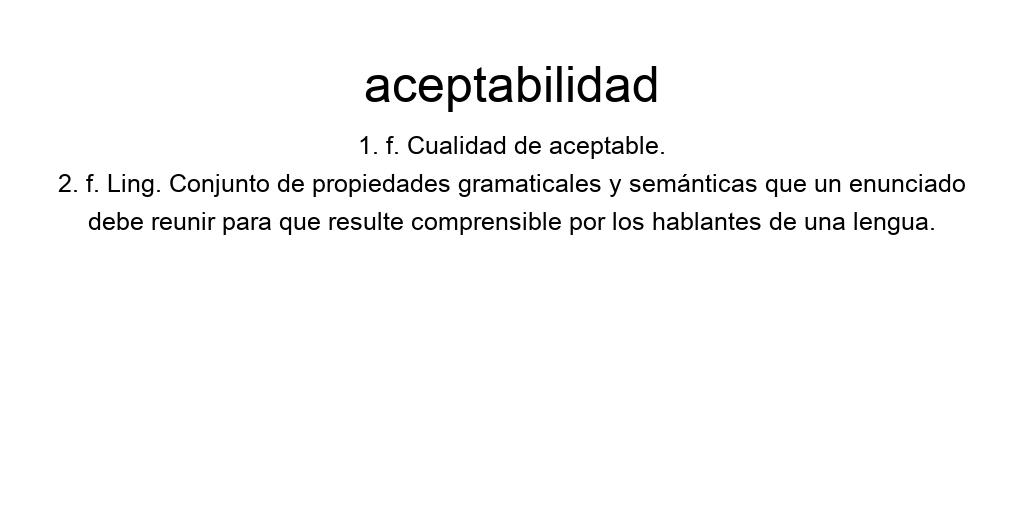 aceptabilidad
1. f. Cualidad de aceptable.
2. f. Ling. Conjunto de propiedades gramaticales y semánticas que un enunciado
debe reunir para que resulte comprensible por los hablantes de una lengua.